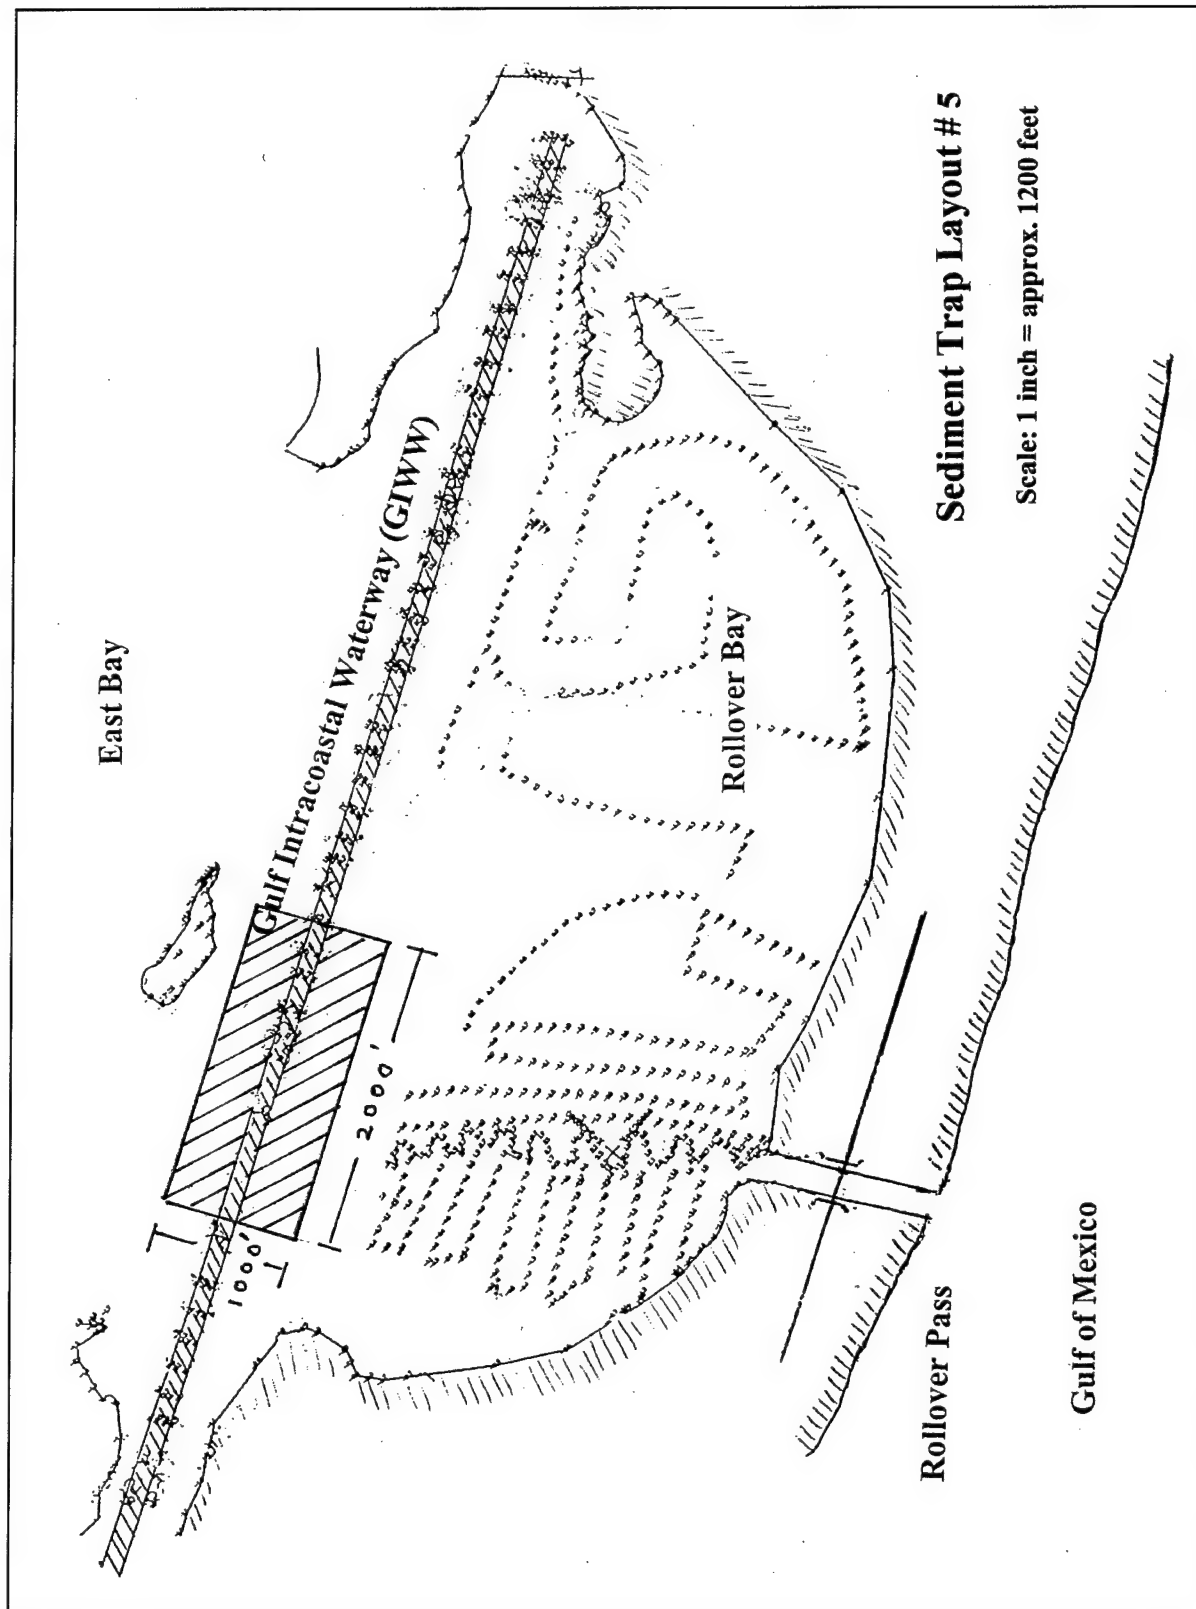 East Bay
Gulf Intracoastal Waterway (GIWW)
1000'
2000'
Rollover Bay
Rollover Pass
Gulf of Mexico
Sediment Trap Layout # 5
Scale: 1 inch = approx. 1200 feet